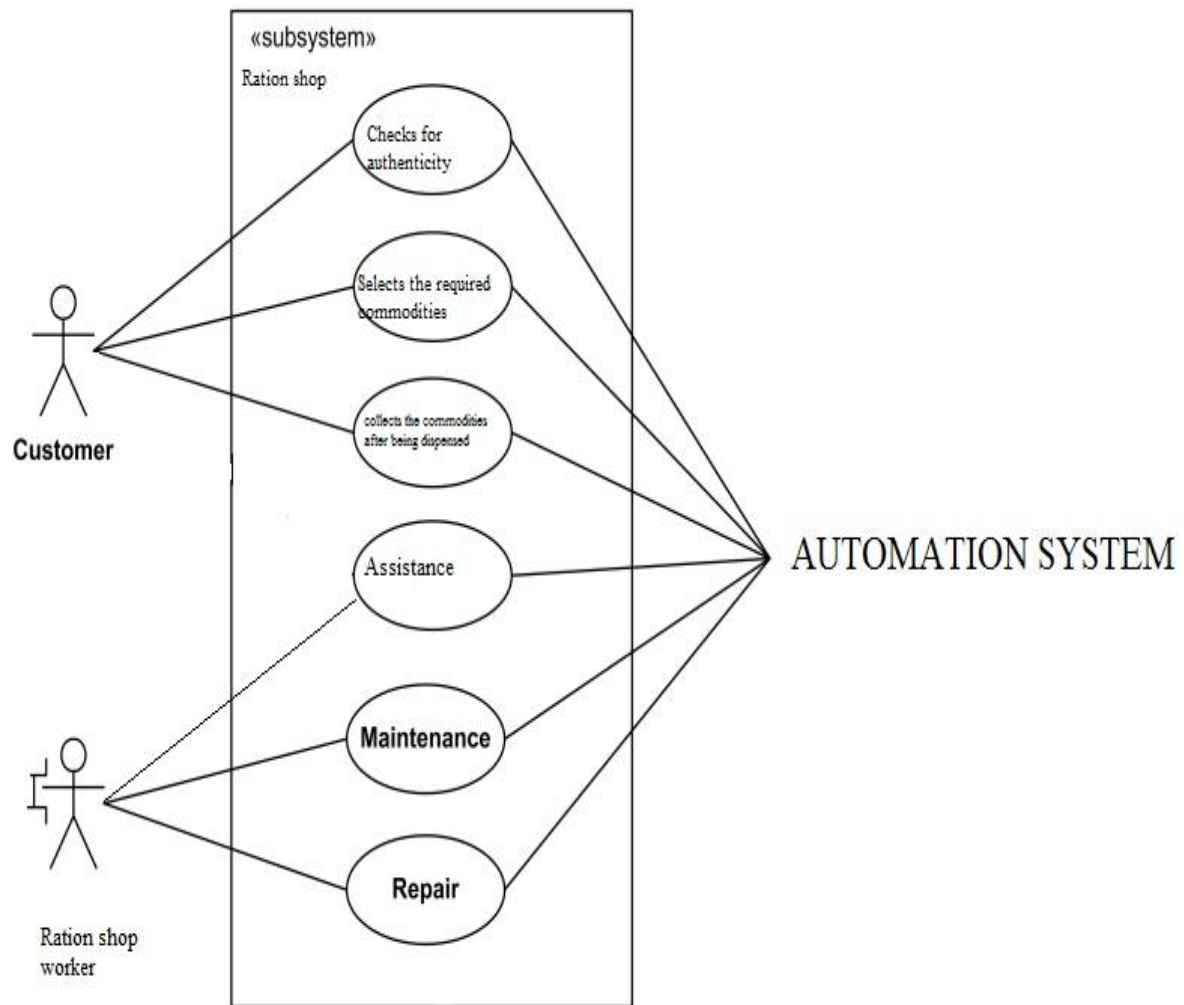 «subsystem»
Ration shop
Checks for
authenticity
Selects the required
commodities
collects the commodities
after being dispensed
Customer
Assistance
AUTOMATION SYSTEM
Maintenance
Repair
Ration shop
worker